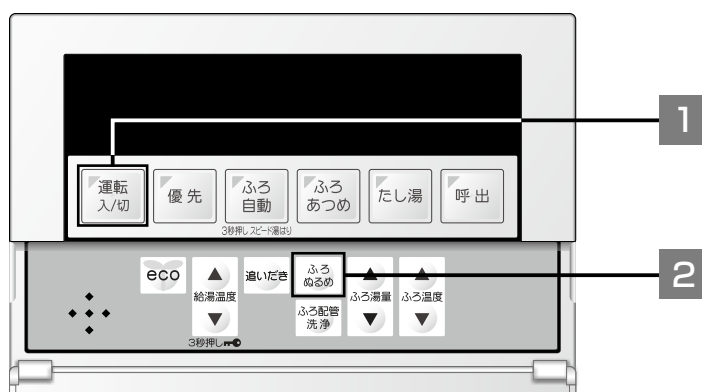 1
運転
入/切
優先
ふろ
自動
ふろ
あつめ
たし湯
呼出
3秒押しスピード湯はり
eco
給湯温度
追いだき
ふろ
ぬるめ
2
ふろ湯量
ふろ温度
ふろ配管
洗浄
3秒押し